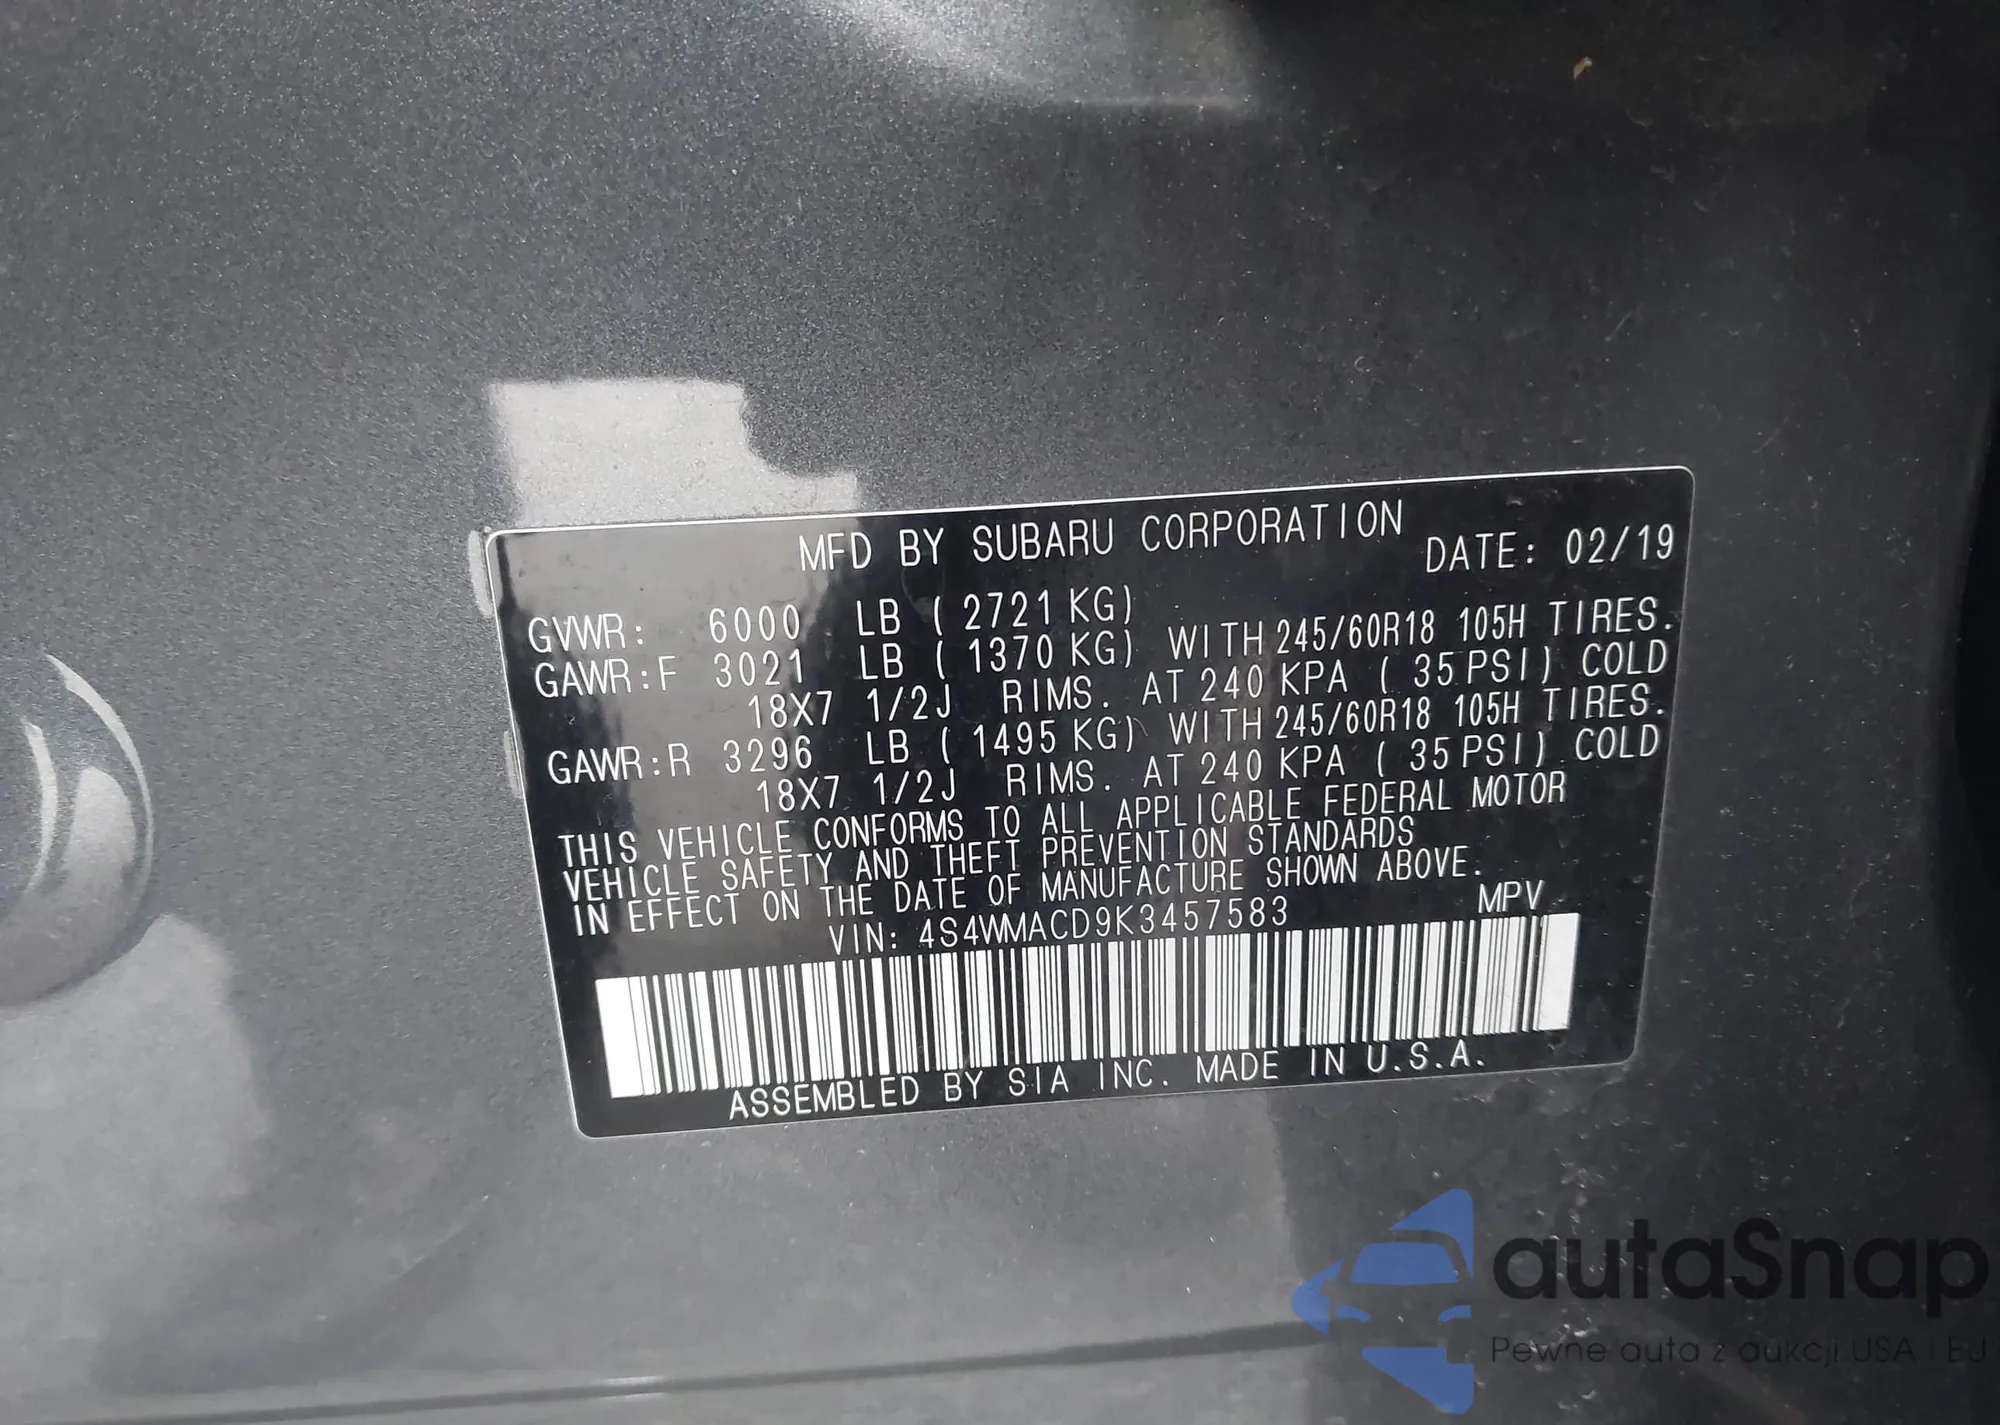 MFD BY SUBARU CORPORATION DATE: 02/19
GVWR: 6000 LB ( 2721 KG)
GAWR:F 3021 LB ( 1370 KG) WITH 245/60R18 105H TIRES.
18X7 1/2J RIMS. AT 240 KPA ( 35 PSI) COLD
GAWR:R 3296 LB ( 1495 KG) WITH 245/60R18 105H TIRES.
18X7 1/2J RIMS. AT 240 KPA ( 35 PSI) COLD
THIS VEHICLE CONFORMS TO ALL APPLICABLE FEDERAL MOTOR
VEHICLE SAFETY AND THEFT PREVENTION STANDARDS
IN EFFECT ON THE DATE OF MANUFACTURE SHOWN ABOVE.
VIN: 4S4WMACD9K3457583 MPV
ASSEMBLED BY SIA INC. MADE IN U.S.A.
autaSnap
Pewne auta z aukcji USA i EU